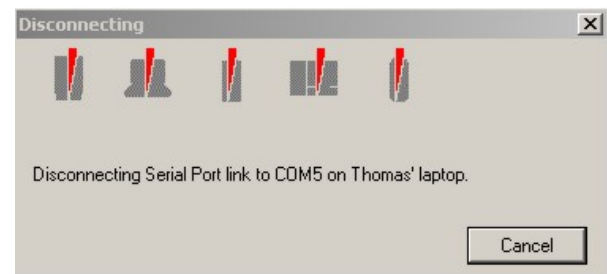 Disconnecting
Disconnecting Serial Port link to COM5 on Thomas' laptop.
Cancel